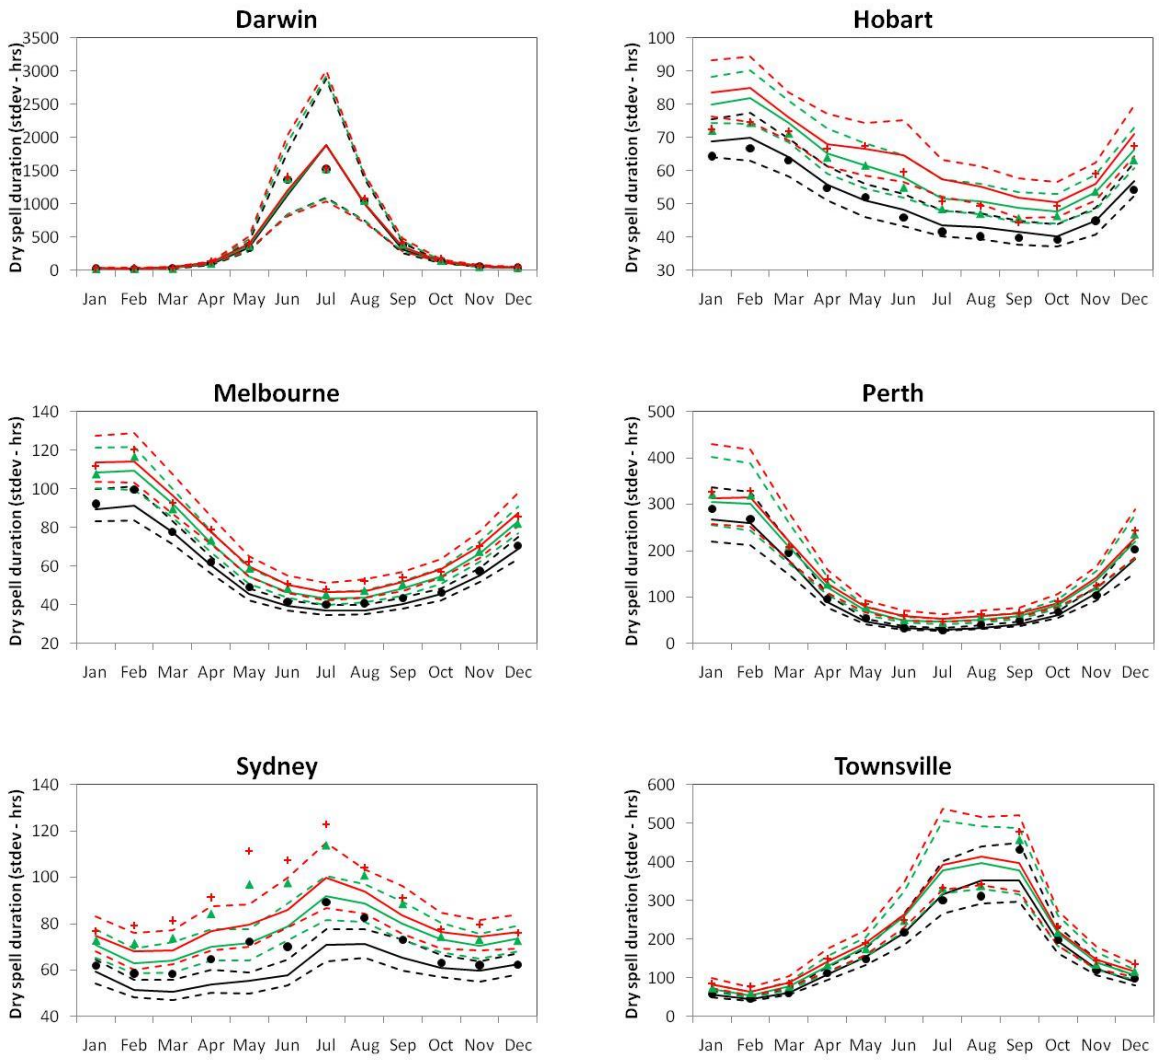 Darwin
Dry spell duration (stdev - hrs)
3500
3000
2500
2000
1500
1000
500
0
Jan Feb Mar Apr May Jun Jul Aug Sep Oct Nov Dec
Hobart
Dry spell duration (stdev - hrs)
100
90
80
70
60
50
40
30
Jan Feb Mar Apr May Jun Jul Aug Sep Oct Nov Dec
Melbourne
Dry spell duration (stdev - hrs)
140
120
100
80
60
40
20
Jan Feb Mar Apr May Jun Jul Aug Sep Oct Nov Dec
Perth
Dry spell duration (stdev - hrs)
500
400
300
200
100
0
Jan Feb Mar Apr May Jun Jul Aug Sep Oct Nov Dec
Sydney
Dry spell duration (stdev - hrs)
140
120
100
80
60
40
Jan Feb Mar Apr May Jun Jul Aug Sep Oct Nov Dec
Townsville
Dry spell duration (stdev - hrs)
600
500
400
300
200
100
0
Jan Feb Mar Apr May Jun Jul Aug Sep Oct Nov Dec